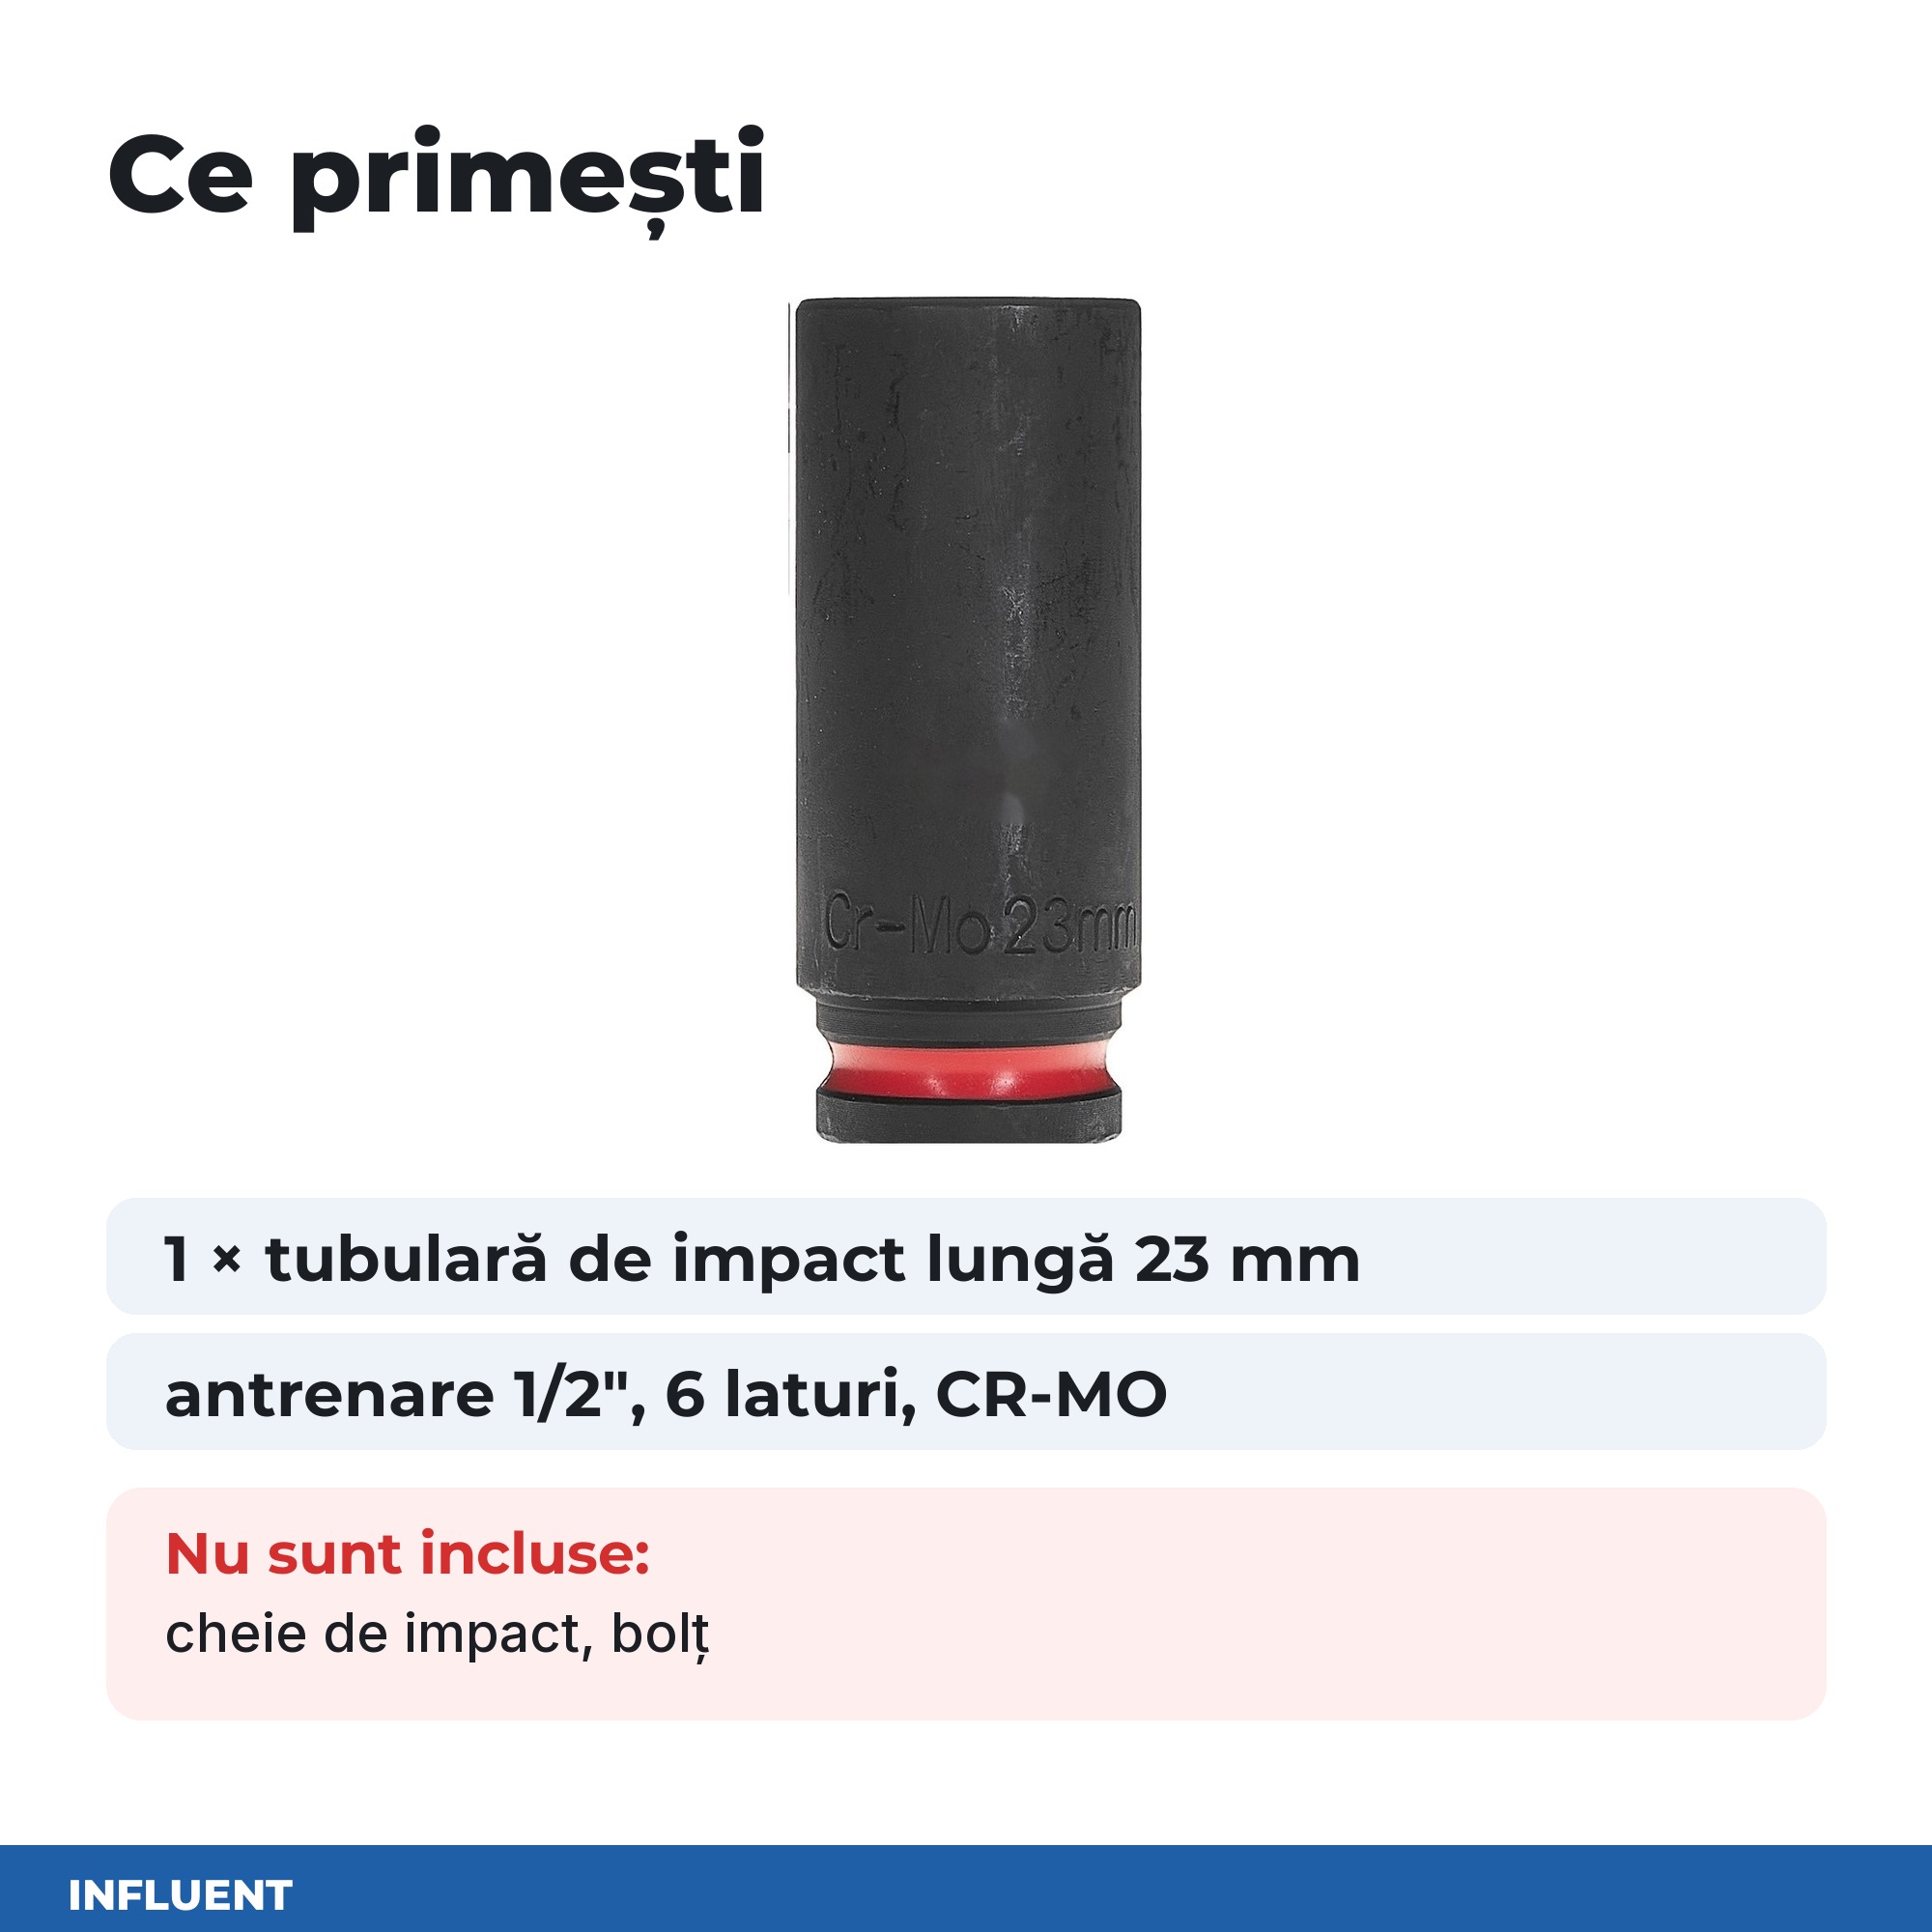 Ce primești
Cr-Mo 23mm
1 × tubulară de impact lungă 23 mm
antrenare 1/2", 6 laturi, CR-MO
Nu sunt incluse:
cheie de impact, bolț
INFLUENT